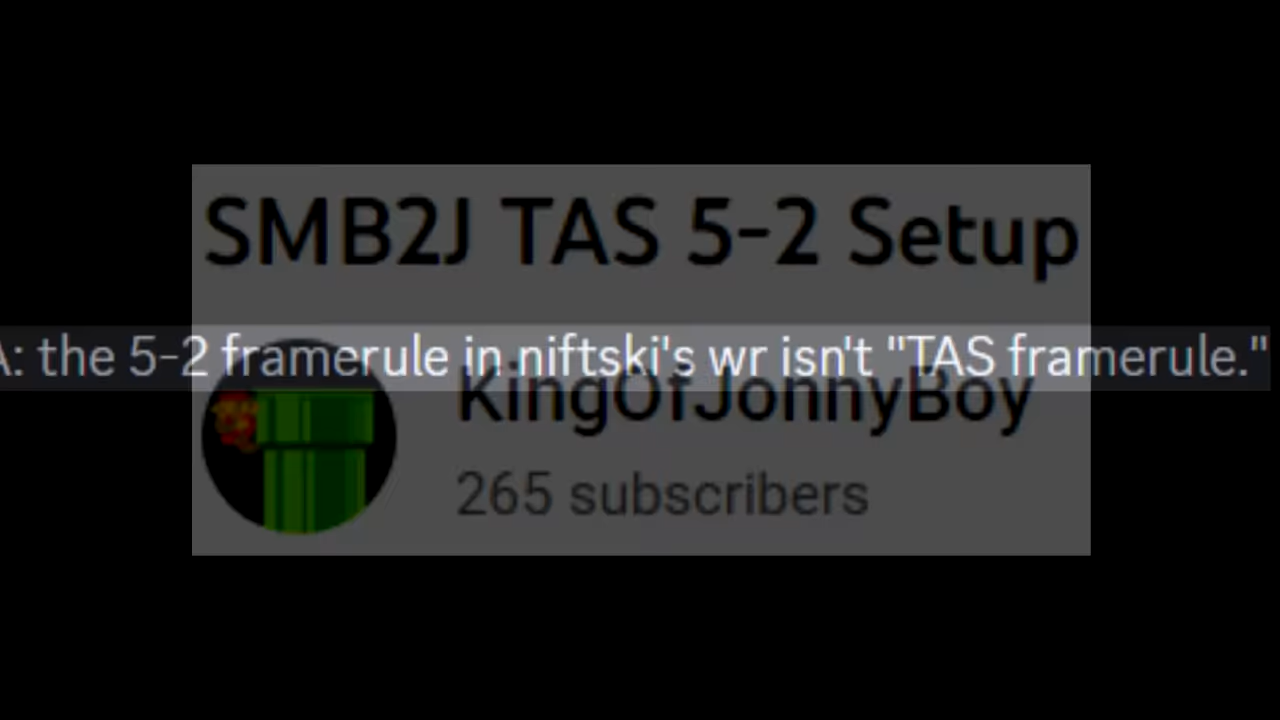 SMB2J TAS 5-2 Setup
A: the 5-2 framerule in niftski's wr isn't "TAS framerule."
KingOfJonnyBoy
265 subscribers